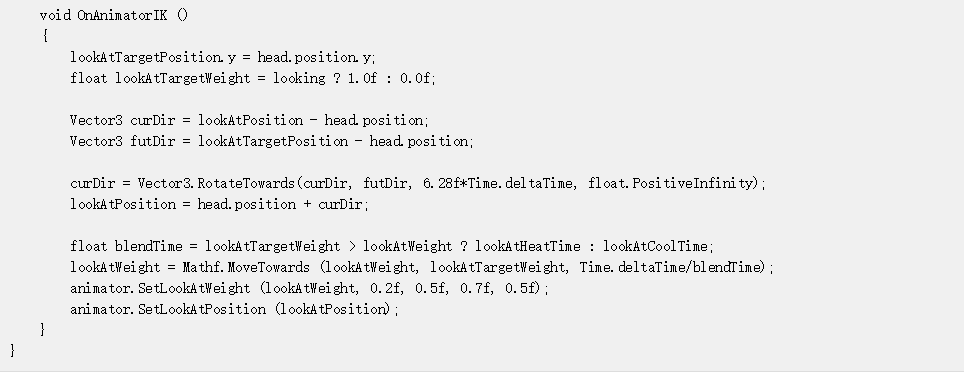 void OnAnimatorIK ()
{
lookAtTargetPosition.y = head.position.y;
float lookAtTargetWeight = looking ? 1.0f : 0.0f;
Vector3 curDir = lookAtPosition - head.position;
Vector3 futDir = lookAtTargetPosition - head.position;
curDir = Vector3.RotateTowards(curDir, futDir, 6.28f*Time.deltaTime, float.PositiveInfinity);
lookAtPosition = head.position + curDir;
float blendTime = lookAtTargetWeight > lookAtWeight ? lookAtHeatTime : lookAtCoolTime;
lookAtWeight = Mathf.MoveTowards (lookAtWeight, lookAtTargetWeight, Time.deltaTime/blendTime);
animator.SetLookAtWeight (lookAtWeight, 0.2f, 0.5f, 0.7f, 0.5f);
animator.SetLookAtPosition (lookAtPosition);
}
}